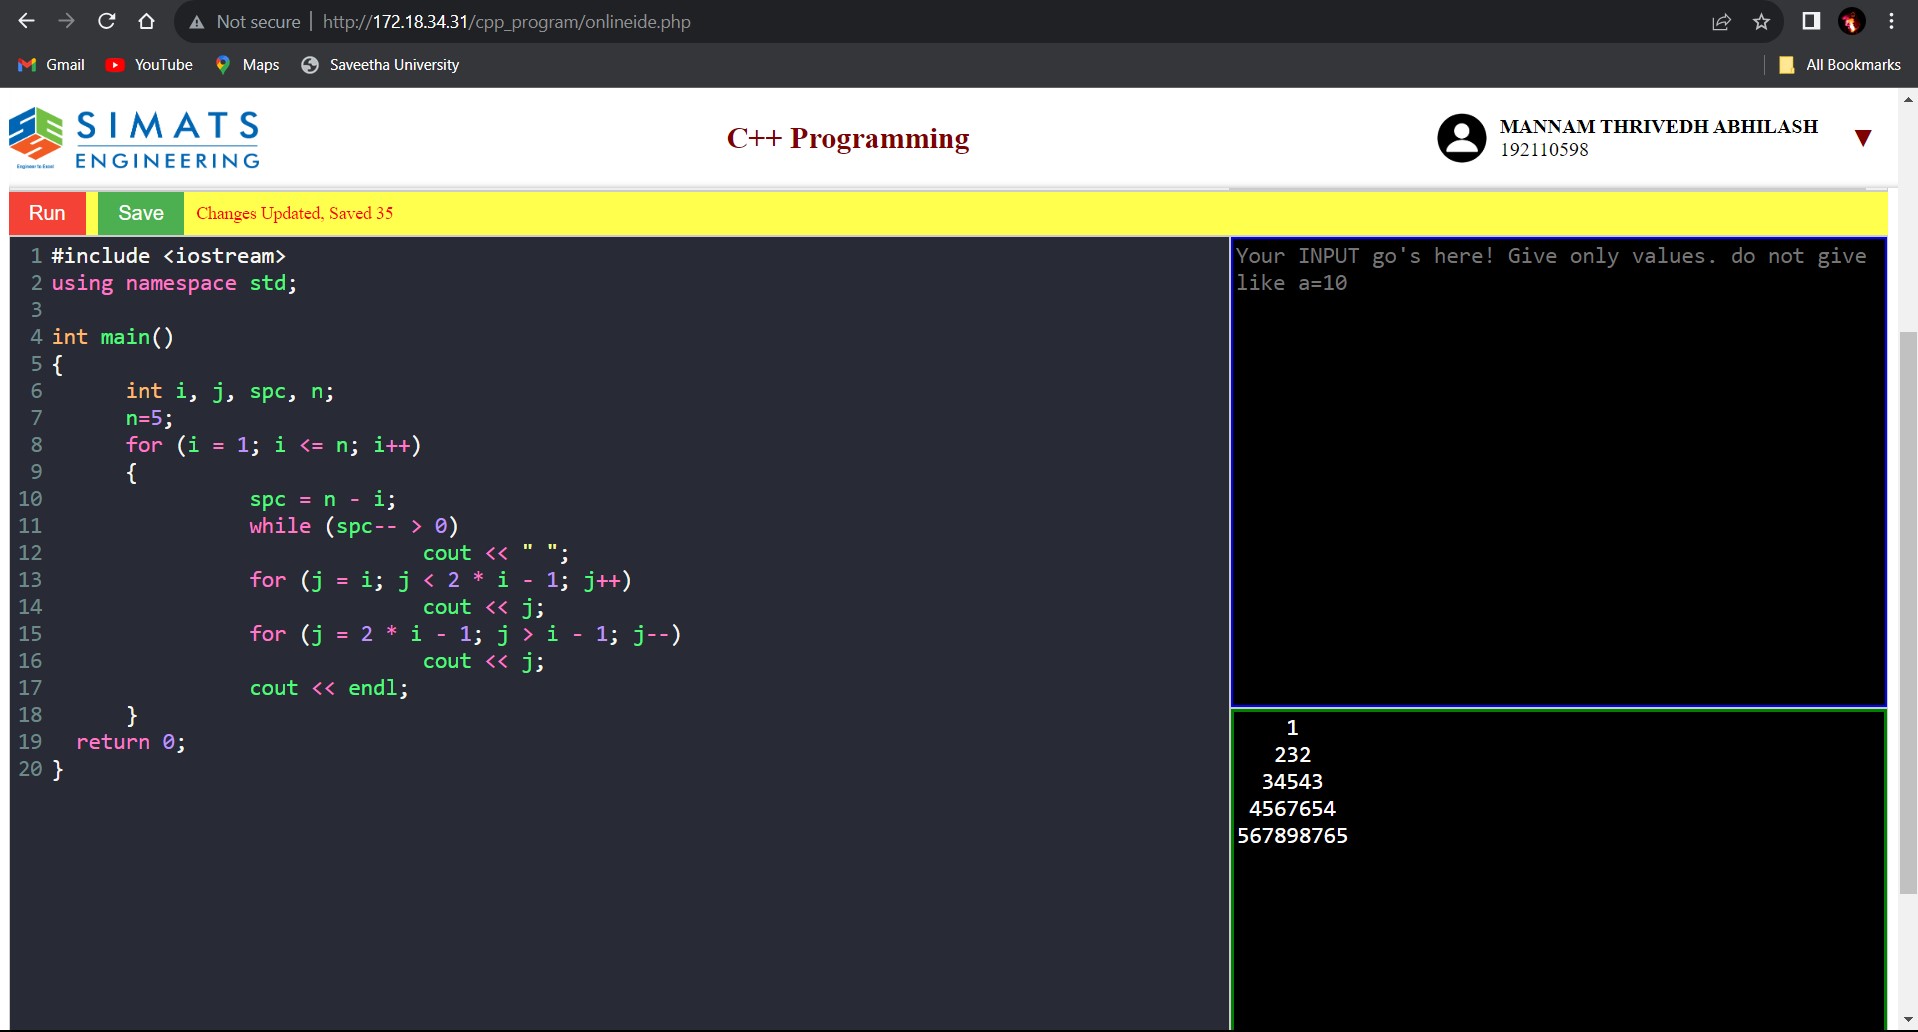 Not secure | http://172.18.34.31/cpp_program/onlineide.php
Gmail YouTube Maps Saveetha University All Bookmarks
SIMATS
ENGINEERING
Engineer to Excel
C++ Programming
MANNAM THRIVEDH ABHILASH
192110598
Run Save Changes Updated, Saved 35
1 #include <iostream>
2 using namespace std;
3
4 int main()
5 {
6 int i, j, spc, n;
7 n=5;
8 for (i = 1; i <= n; i++)
9 {
10 spc = n - i;
11 while (spc-- > 0)
12 cout << " ";
13 for (j = i; j < 2 * i - 1; j++)
14 cout << j;
15 for (j = 2 * i - 1; j > i - 1; j--)
16 cout << j;
17 cout << endl;
18 }
19 return 0;
20 }
Your INPUT go's here! Give only values. do not give
like a=10
1
232
34543
4567654
567898765